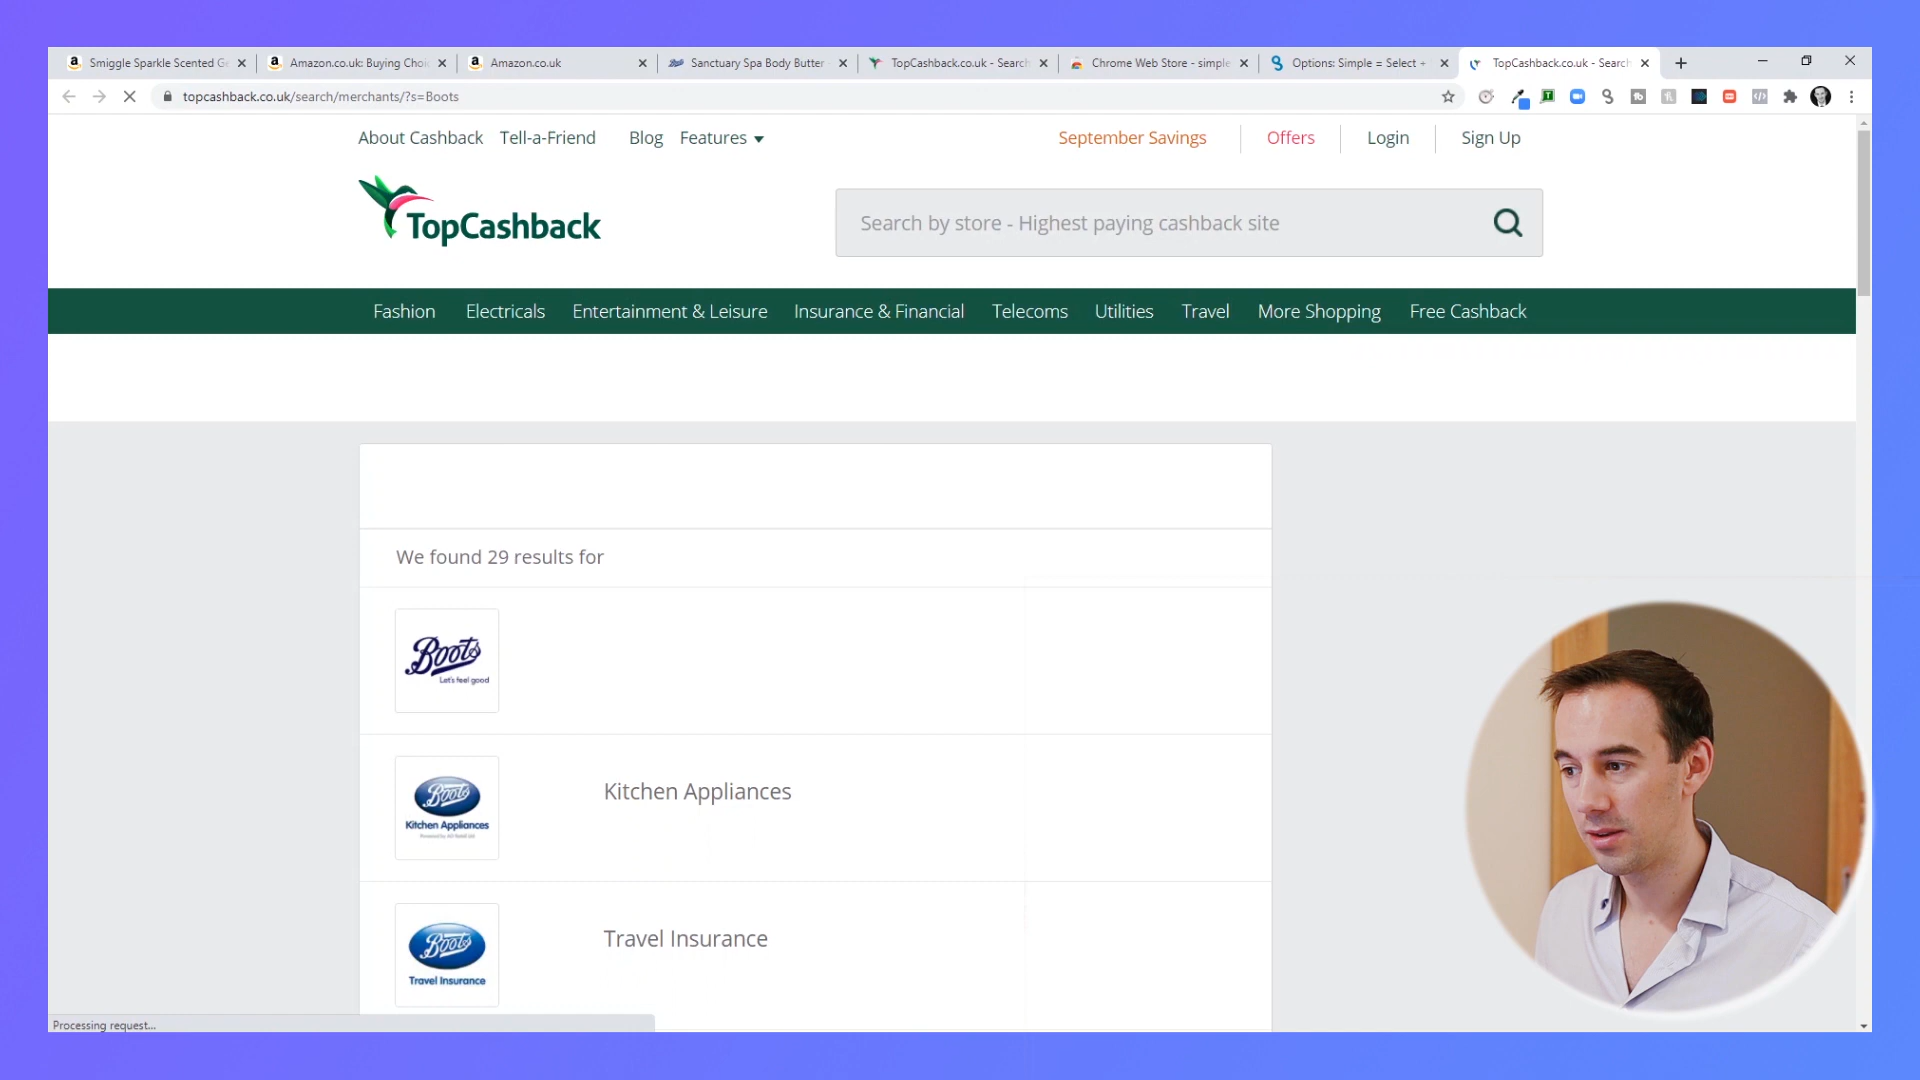 Smiggle Sparkle Scented Ge
Amazon.co.uk: Buying Choi
Amazon.co.uk
Sanctuary Spa Body Butter -
TopCashback.co.uk - Search
Chrome Web Store - simple
Options: Simple = Select +
TopCashback.co.uk - Search
topcashback.co.uk/search/merchants/?s=Boots
About Cashback Tell-a-Friend Blog Features September Savings Offers Login Sign Up
TopCashback
Search by store - Highest paying cashback site
Fashion Electricals Entertainment & Leisure Insurance & Financial Telecoms Utilities Travel More Shopping Free Cashback
We found 29 results for
Boots
Let's feel good
Boots
Kitchen Appliances
Kitchen Appliances
Boots
Travel Insurance
Travel Insurance
Processing request...